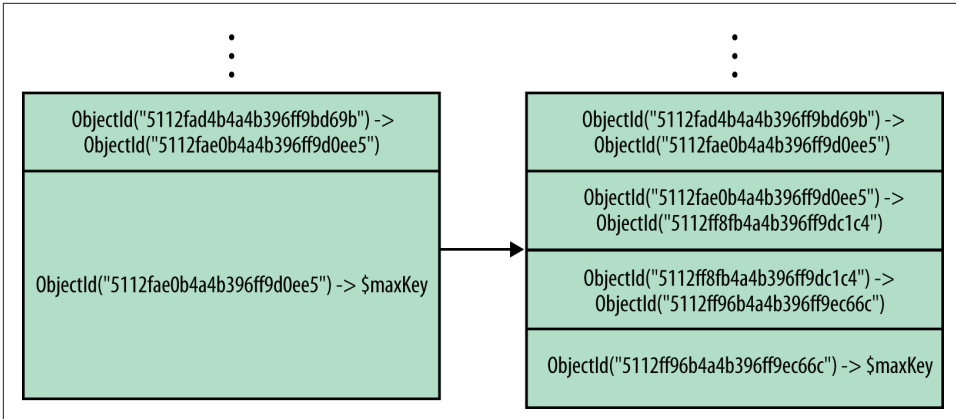 ObjectId("5112fad4b4a4b396ff9bd69b") ->
ObjectId("5112fae0b4a4b396ff9d0ee5")
ObjectId("5112fae0b4a4b396ff9d0ee5") -> $maxKey
ObjectId("5112fad4b4a4b396ff9bd69b") ->
ObjectId("5112fae0b4a4b396ff9d0ee5")
ObjectId("5112fae0b4a4b396ff9d0ee5") ->
ObjectId("5112ff8fb4a4b396ff9dc1c4")
ObjectId("5112ff8fb4a4b396ff9dc1c4") ->
ObjectId("5112ff96b4a4b396ff9ec66c")
ObjectId("5112ff96b4a4b396ff9ec66c") -> $maxKey